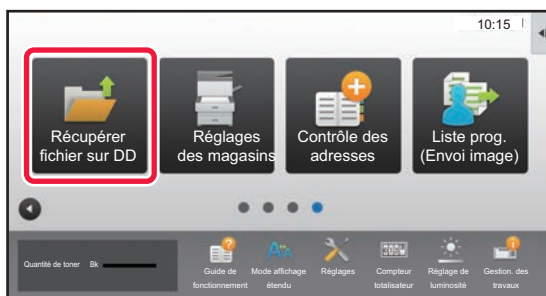 10:15
Récupérer
fichier sur DD
Réglages
des magasins
Contrôle des
adresses
Liste prog.
(Envoi image)
Quantité de toner Bk
Guide de
fonctionnement
Mode affichage
étendu
Réglages
Compteur
totalisateur
Réglage de
luminosité
Gestion. des
travaux